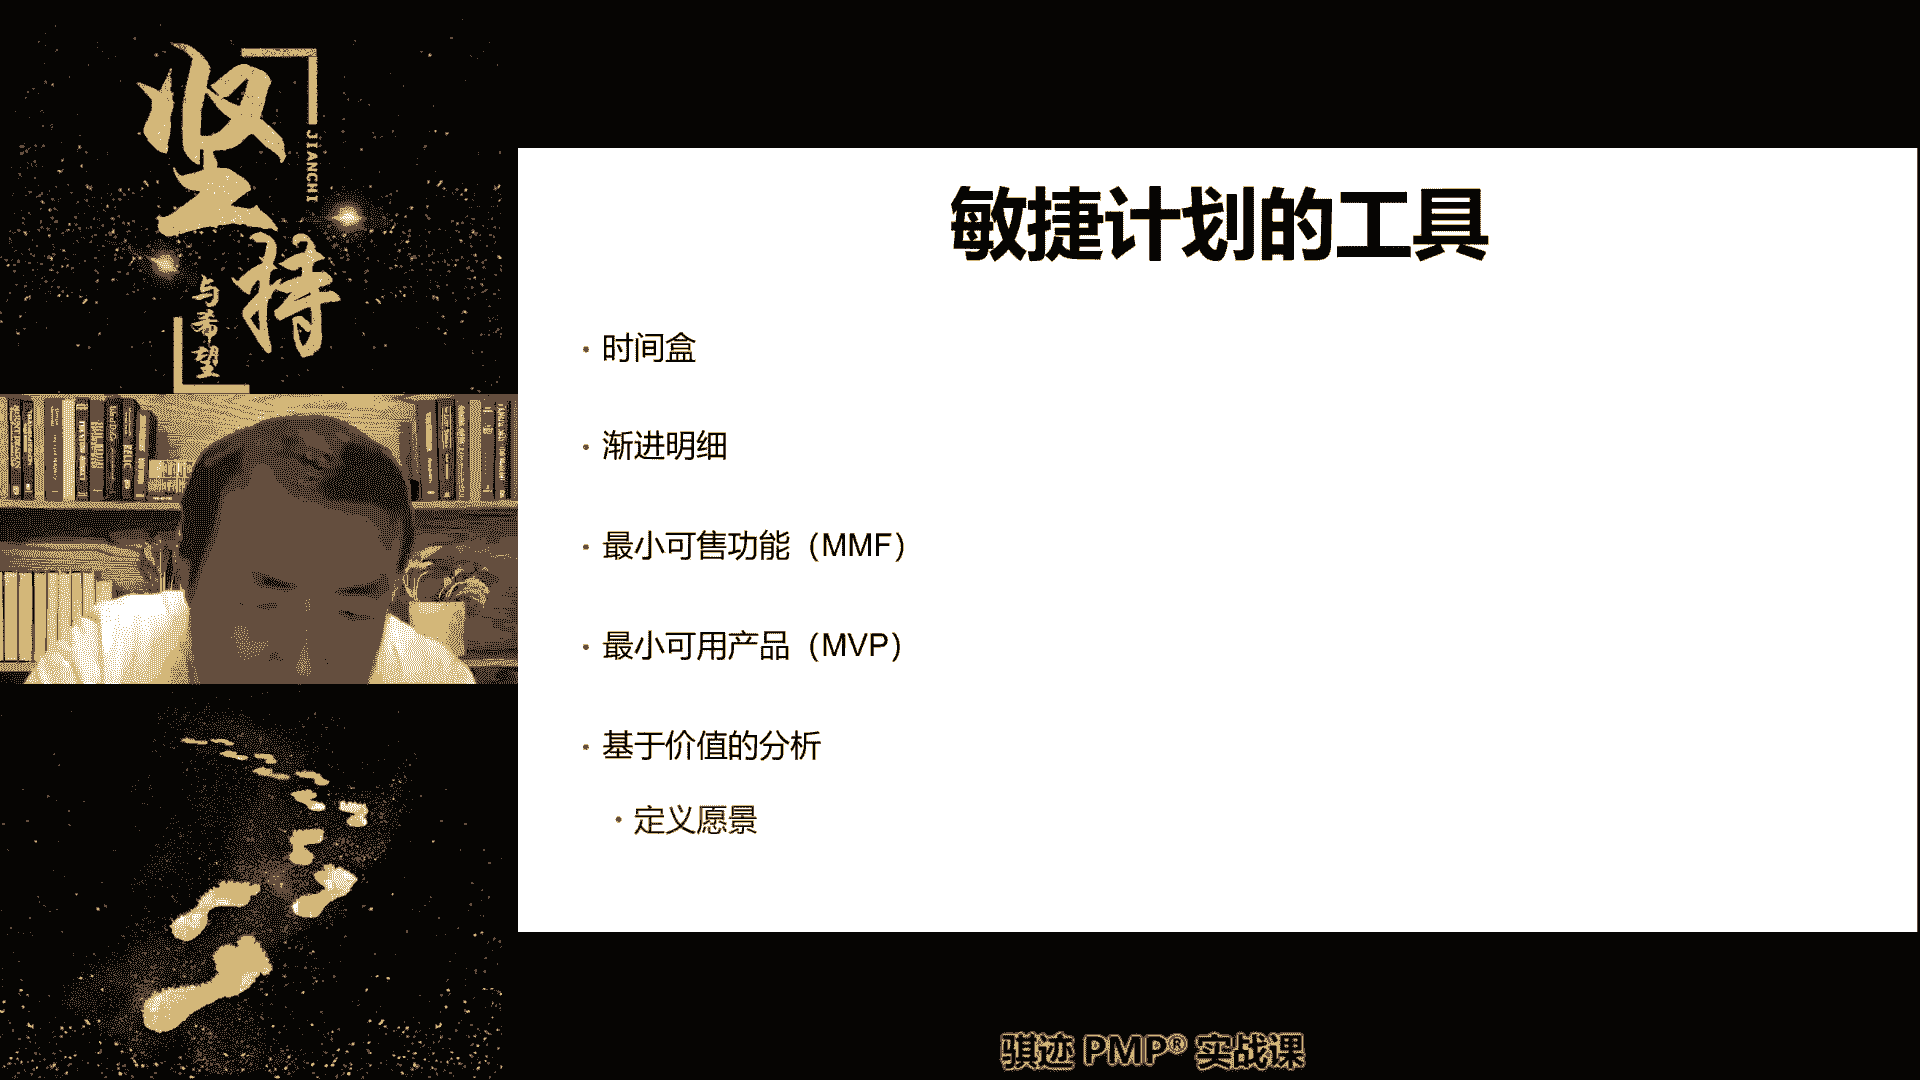 坚持
JIANCHI
与希望
敏捷计划的工具
· 时间盒
· 渐进明细
· 最小可售功能（MMF）
· 最小可用产品（MVP）
· 基于价值的分析
· 定义愿景
骐迹 PMP® 实战课